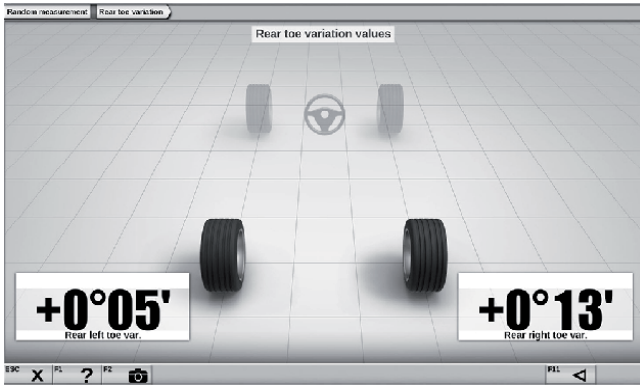 Random measurement Rear toe variation
Rear toe variation values
+0°05'
Rear left toe var.
+0°13'
Rear right toe var.
ESC X F1 ? F2 F11